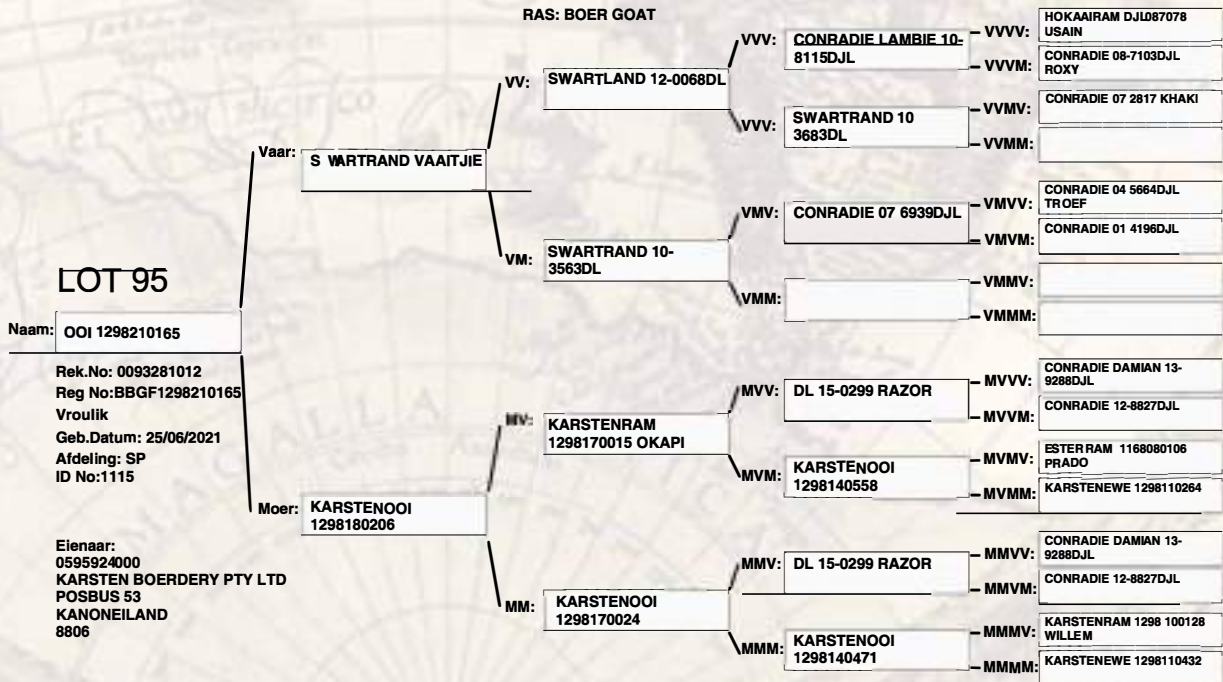 RAS: BOER GOAT
LOT 95
Naam: OOI 1298210165
Rek.No: 0093281012
Reg No:BBGF1298210165
Vroulik
Geb.Datum: 25/06/2021
Afdeling: SP
ID No:1115
Eienaar:
0595924000
KARSTEN BOERDERY PTY LTD
POSBUS 53
KANONEILAND
8806
Vaar: S WARTRAND VAAITJIE
Moer: KARSTENOOI
1298180206
VV: SWARTLAND 12-0068DL
VM: SWARTRAND 10-
3563DL
MV: KARSTENRAM
1298170015 OKAPI
MM: KARSTENOOI
1298170024
VVV: CONRADIE LAMBIE 10-
8115DJL
VVV: SWARTRAND 10
3683DL
VMV: CONRADIE 07 6939DJL
VMM:
MVV: DL 15-0299 RAZOR
MVM: KARSTENOOI
1298140558
MMV: DL 15-0299 RAZOR
MMM: KARSTENOOI
1298140471
VVVV: HOKAAIRAM DJL087078
USAIN
VVVM: CONRADIE 08-7103DJL
ROXY
VVMV: CONRADIE 07 2817 KHAKI
VVMM:
VMVV: CONRADIE 04 5664DJL
TROEF
VMVM: CONRADIE 01 4196DJL
VMMV:
VMMM:
MVVV: CONRADIE DAMIAN 13-
9288DJL
MVVM: CONRADIE 12-8827DJL
MVMV: ESTERRAM 1168080106
PRADO
MVMM: KARSTENEWE 1298110264
MMVV: CONRADIE DAMIAN 13-
9288DJL
MMVM: CONRADIE 12-8827DJL
MMMV: KARSTENRAM 1298 100128
WILLEM
MMMM: KARSTENEWE 1298110432